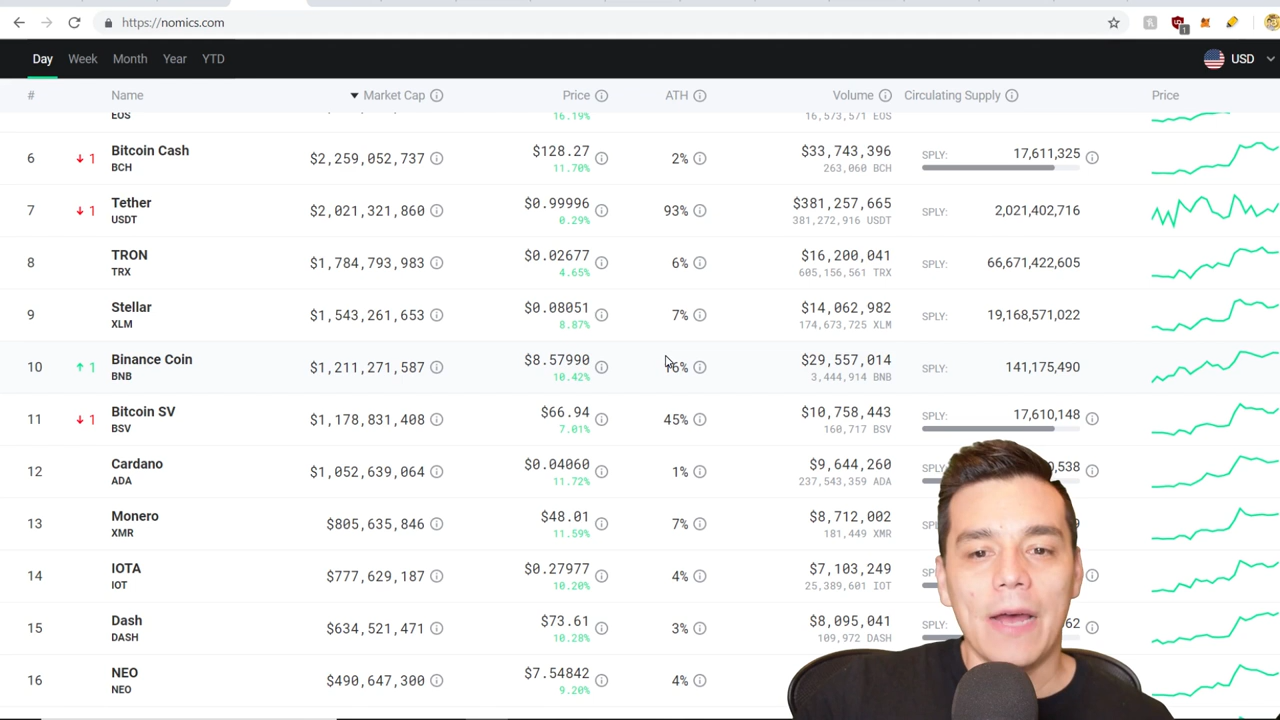 https://nomics.com
1
Day Week Month Year YTD USD
# Name Market Cap Price ATH Volume Circulating Supply Price
EOS 16.19% 16,573,571 EOS
6 1 Bitcoin Cash $2,259,052,737 $128.27 2% $33,743,396 SPLY: 17,611,325
BCH 11.70% 263,060 BCH
7 1 Tether $2,021,321,860 $0.99996 93% $381,257,665 SPLY: 2,021,402,716
USDT 0.29% 381,272,916 USDT
8 TRON $1,784,793,983 $0.02677 6% $16,200,041 SPLY: 66,671,422,605
TRX 4.65% 605,156,561 TRX
9 Stellar $1,543,261,653 $0.08051 7% $14,062,982 SPLY: 19,168,571,022
XLM 8.87% 174,673,725 XLM
10 1 Binance Coin $1,211,271,587 $8.57990 $29,557,014 SPLY: 141,175,490
BNB 10.42% 3,444,914 BNB
11 1 Bitcoin SV $1,178,831,408 $66.94 45% $10,758,443 SPLY: 17,610,148
BSV 7.01% 160,717 BSV
12 Cardano $1,052,639,064 $0.04060 1% $9,644,260
ADA 11.72% 237,543,359 ADA
13 Monero $805,635,846 $48.01 7% $8,712,002
XMR 11.59% 181,449 XMR
14 IOTA $777,629,187 $0.27977 4% $7,103,249
IOT 10.20% 25,389,601 IOT
15 Dash $634,521,471 $73.61 3% $8,095,041
DASH 10.28% 109,972 DASH
16 NEO $490,647,300 $7.54842 4%
NEO 9.20%